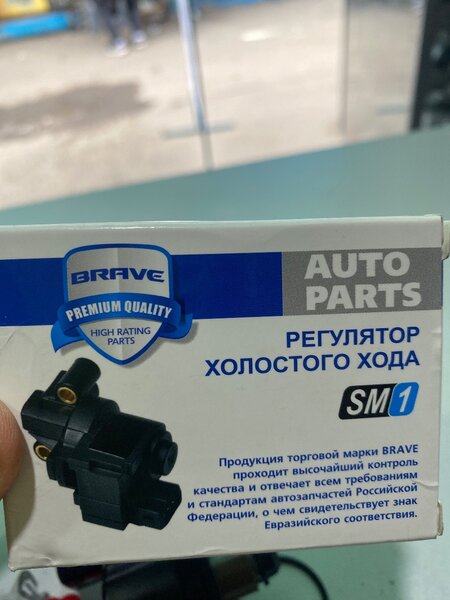 BRAVE
PREMIUM QUALITY
HIGH RATING
PARTS
AUTO
PARTS
РЕГУЛЯТОР
ХОЛОСТОГО ХОДА
SM1
Продукция торговой марки BRAVE
проходит высочайший контроль
качества и отвечает всем требованиям
и стандартам автозапчастей Российской
Федерации, о чем свидетельствует знак
Евразийского соответствия.